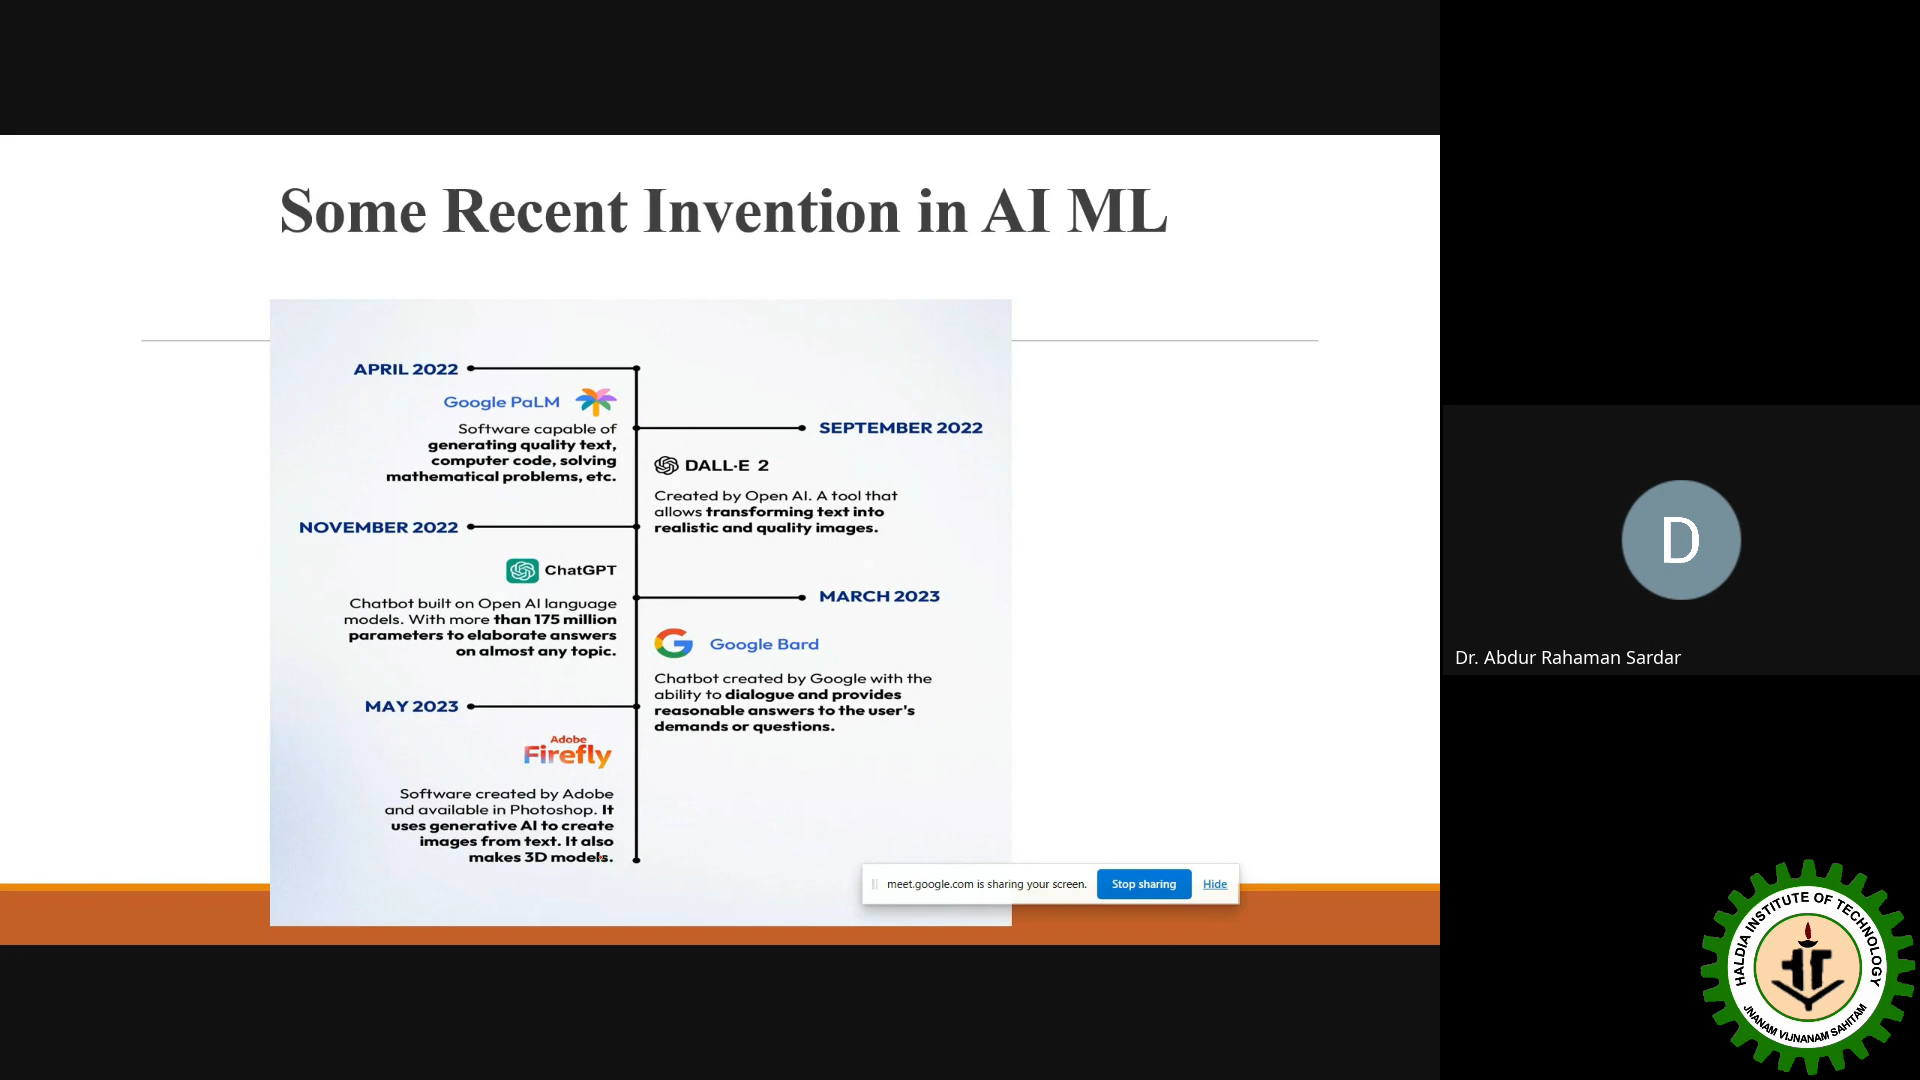 Some Recent Invention in AI ML
APRIL 2022
Google PaLM
Software capable of
generating quality text,
computer code, solving
mathematical problems, etc.
SEPTEMBER 2022
DALL·E 2
Created by Open AI. A tool that
allows transforming text into
realistic and quality images.
NOVEMBER 2022
ChatGPT
Chatbot built on Open AI language
models. With more than 175 million
parameters to elaborate answers
on almost any topic.
MARCH 2023
Google Bard
Chatbot created by Google with the
ability to dialogue and provides
reasonable answers to the user's
demands or questions.
MAY 2023
Adobe
Firefly
Software created by Adobe
and available in Photoshop. It
uses generative AI to create
images from text. It also
makes 3D models.
meet.google.com is sharing your screen. Stop sharing Hide
D
Dr. Abdur Rahaman Sardar
HALDIA INSTITUTE OF TECHNOLOGY
JNANAM VIJNANAM SAHITAM